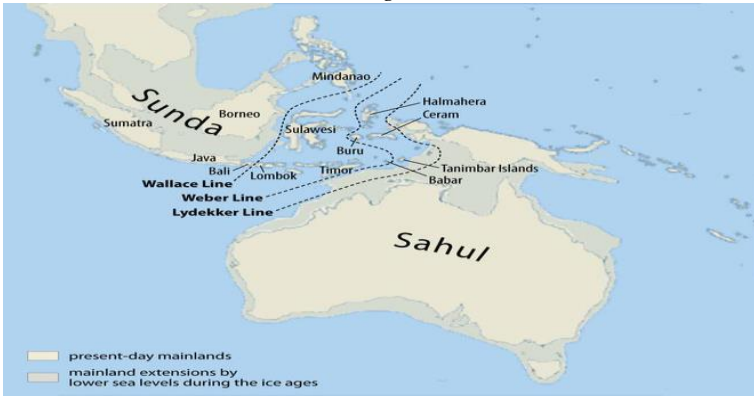 Mindanao
Sunda
Halmahera
Ceram
Borneo
Sumatra
Sulawesi
Buru
Java
Bali
Lombok
Timor
Tanimbar Islands
Babar
Wallace Line
Weber Line
Lydekker Line
Sahul
present-day mainlands
mainland extensions by
lower sea levels during the ice ages